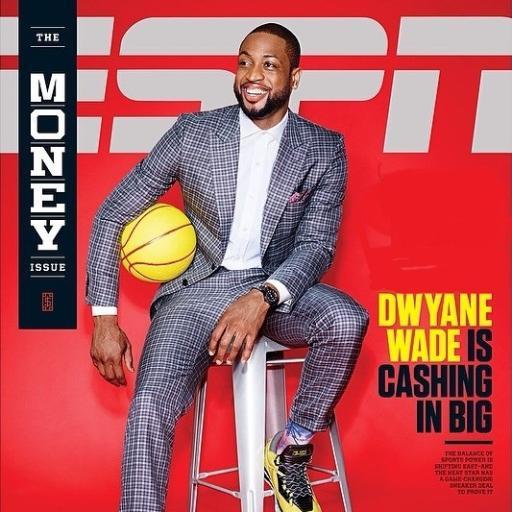 THE
MONEY
ISSUE
ESPN
DWYANE
WADE IS
CASHING
IN BIG
THE BALANCE OF
SPORTS POWER IS
SHIFTING EAST–AND
THE HEAT STAR HAS
A GAME-CHANGING
SNEAKER DEAL
TO PROVE IT